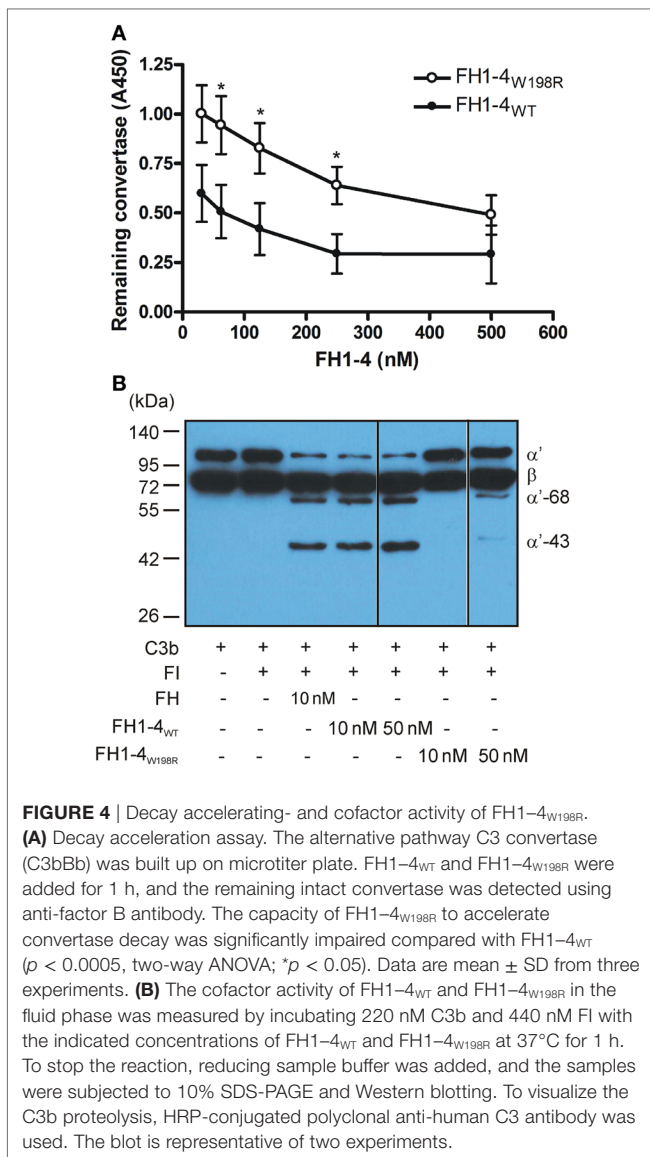 A
Remaining convertase (A450)
1.25
1.00
0.75
0.50
0.25
0.00
* * *
FH1-4W198R
FH1-4WT
0 100 200 300 400 500 600
FH1-4 (nM)
B
(kDa)
140
95
72
55
42
26
α'
β
α'-68
α'-43
C3b + + + + + + +
FI - + + + + + +
FH - - 10 nM - - - -
FH1-4WT - - - 10 nM 50 nM - -
FH1-4W198R - - - - - 10 nM 50 nM
FIGURE 4 | Decay accelerating- and cofactor activity of FH1–4W198R.
(A) Decay acceleration assay. The alternative pathway C3 convertase
(C3bBb) was built up on microtiter plate. FH1–4WT and FH1–4W198R were
added for 1 h, and the remaining intact convertase was detected using
anti-factor B antibody. The capacity of FH1–4W198R to accelerate
convertase decay was significantly impaired compared with FH1–4WT
(p < 0.0005, two-way ANOVA; *p < 0.05). Data are mean ± SD from three
experiments. (B) The cofactor activity of FH1–4WT and FH1–4W198R in the
fluid phase was measured by incubating 220 nM C3b and 440 nM FI with
the indicated concentrations of FH1–4WT and FH1–4W198R at 37°C for 1 h.
To stop the reaction, reducing sample buffer was added, and the samples
were subjected to 10% SDS-PAGE and Western blotting. To visualize the
C3b proteolysis, HRP-conjugated polyclonal anti-human C3 antibody was
used. The blot is representative of two experiments.